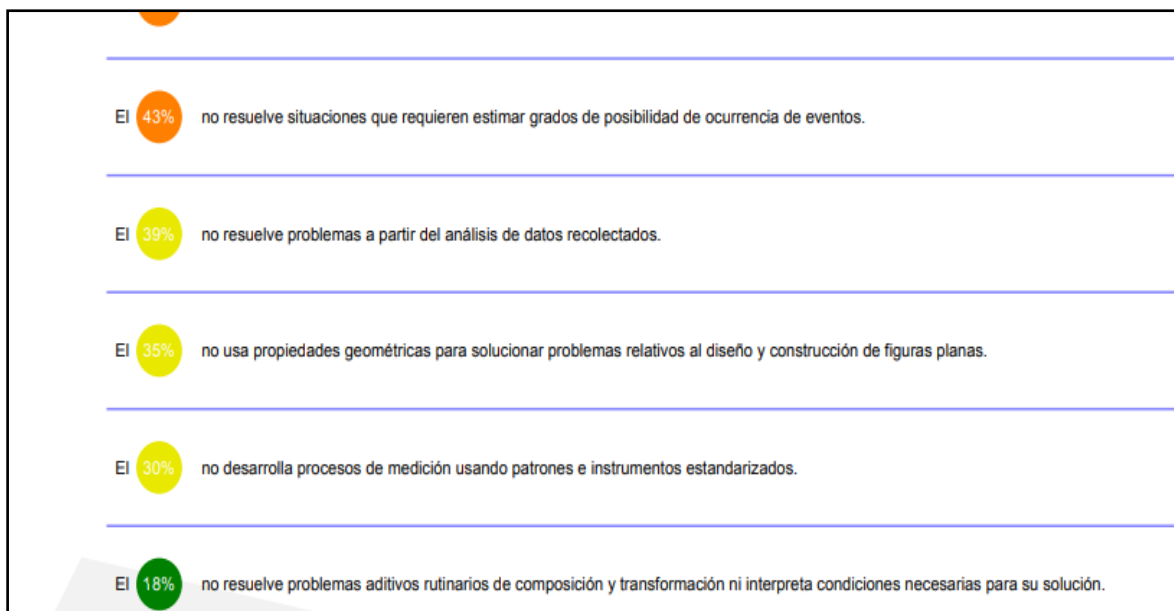 El 43% no resuelve situaciones que requieren estimar grados de posibilidad de ocurrencia de eventos.
El 39% no resuelve problemas a partir del análisis de datos recolectados.
El 35% no usa propiedades geométricas para solucionar problemas relativos al diseño y construcción de figuras planas.
El 30% no desarrolla procesos de medición usando patrones e instrumentos estandarizados.
El 18% no resuelve problemas aditivos rutinarios de composición y transformación ni interpreta condiciones necesarias para su solución.